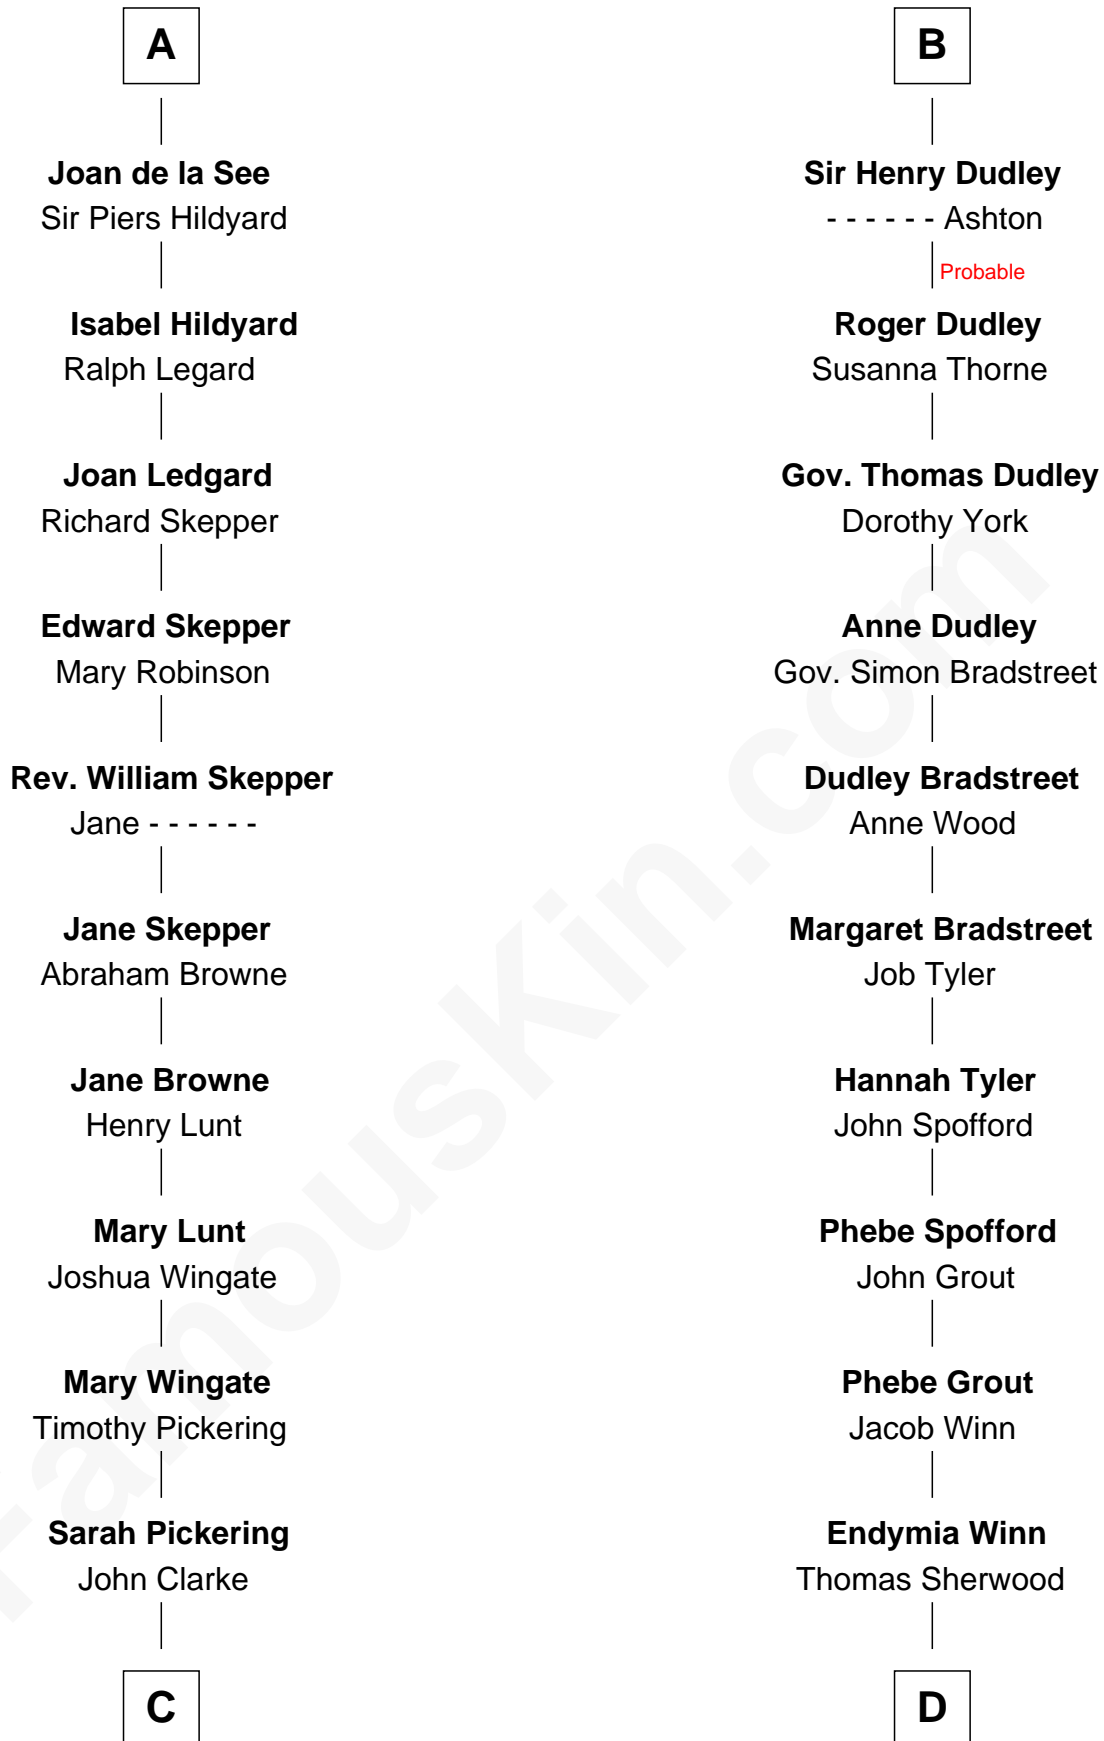 A
Joan de la See
Sir Piers Hildyard
Isabel Hildyard
Ralph Legard
Joan Ledgard
Richard Skepper
Edward Skepper
Mary Robinson
Rev. William Skepper
Jane - - - - - -
Jane Skepper
Abraham Browne
Jane Browne
Henry Lunt
Mary Lunt
Joshua Wingate
Mary Wingate
Timothy Pickering
Sarah Pickering
John Clarke
C
B
Sir Henry Dudley
- - - - - - Ashton
Probable
Roger Dudley
Susanna Thorne
Gov. Thomas Dudley
Dorothy York
Anne Dudley
Gov. Simon Bradstreet
Dudley Bradstreet
Anne Wood
Margaret Bradstreet
Job Tyler
Hannah Tyler
John Spofford
Phebe Spofford
John Grout
Phebe Grout
Jacob Winn
Endymia Winn
Thomas Sherwood
D
FamousKin.com